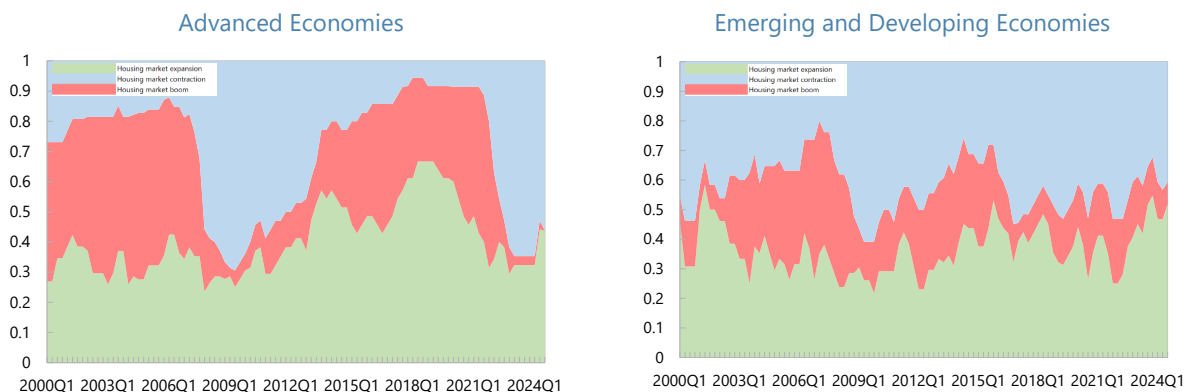 Advanced Economies
1
0.9
0.8
0.7
0.6
0.5
0.4
0.3
0.2
0.1
0
Housing market expansion
Housing market contraction
Housing market boom
2000Q1 2003Q1 2006Q1 2009Q1 2012Q1 2015Q1 2018Q1 2021Q1 2024Q1
Emerging and Developing Economies
1
0.9
0.8
0.7
0.6
0.5
0.4
0.3
0.2
0.1
0
Housing market expansion
Housing market contraction
Housing market boom
2000Q1 2003Q1 2006Q1 2009Q1 2012Q1 2015Q1 2018Q1 2021Q1 2024Q1